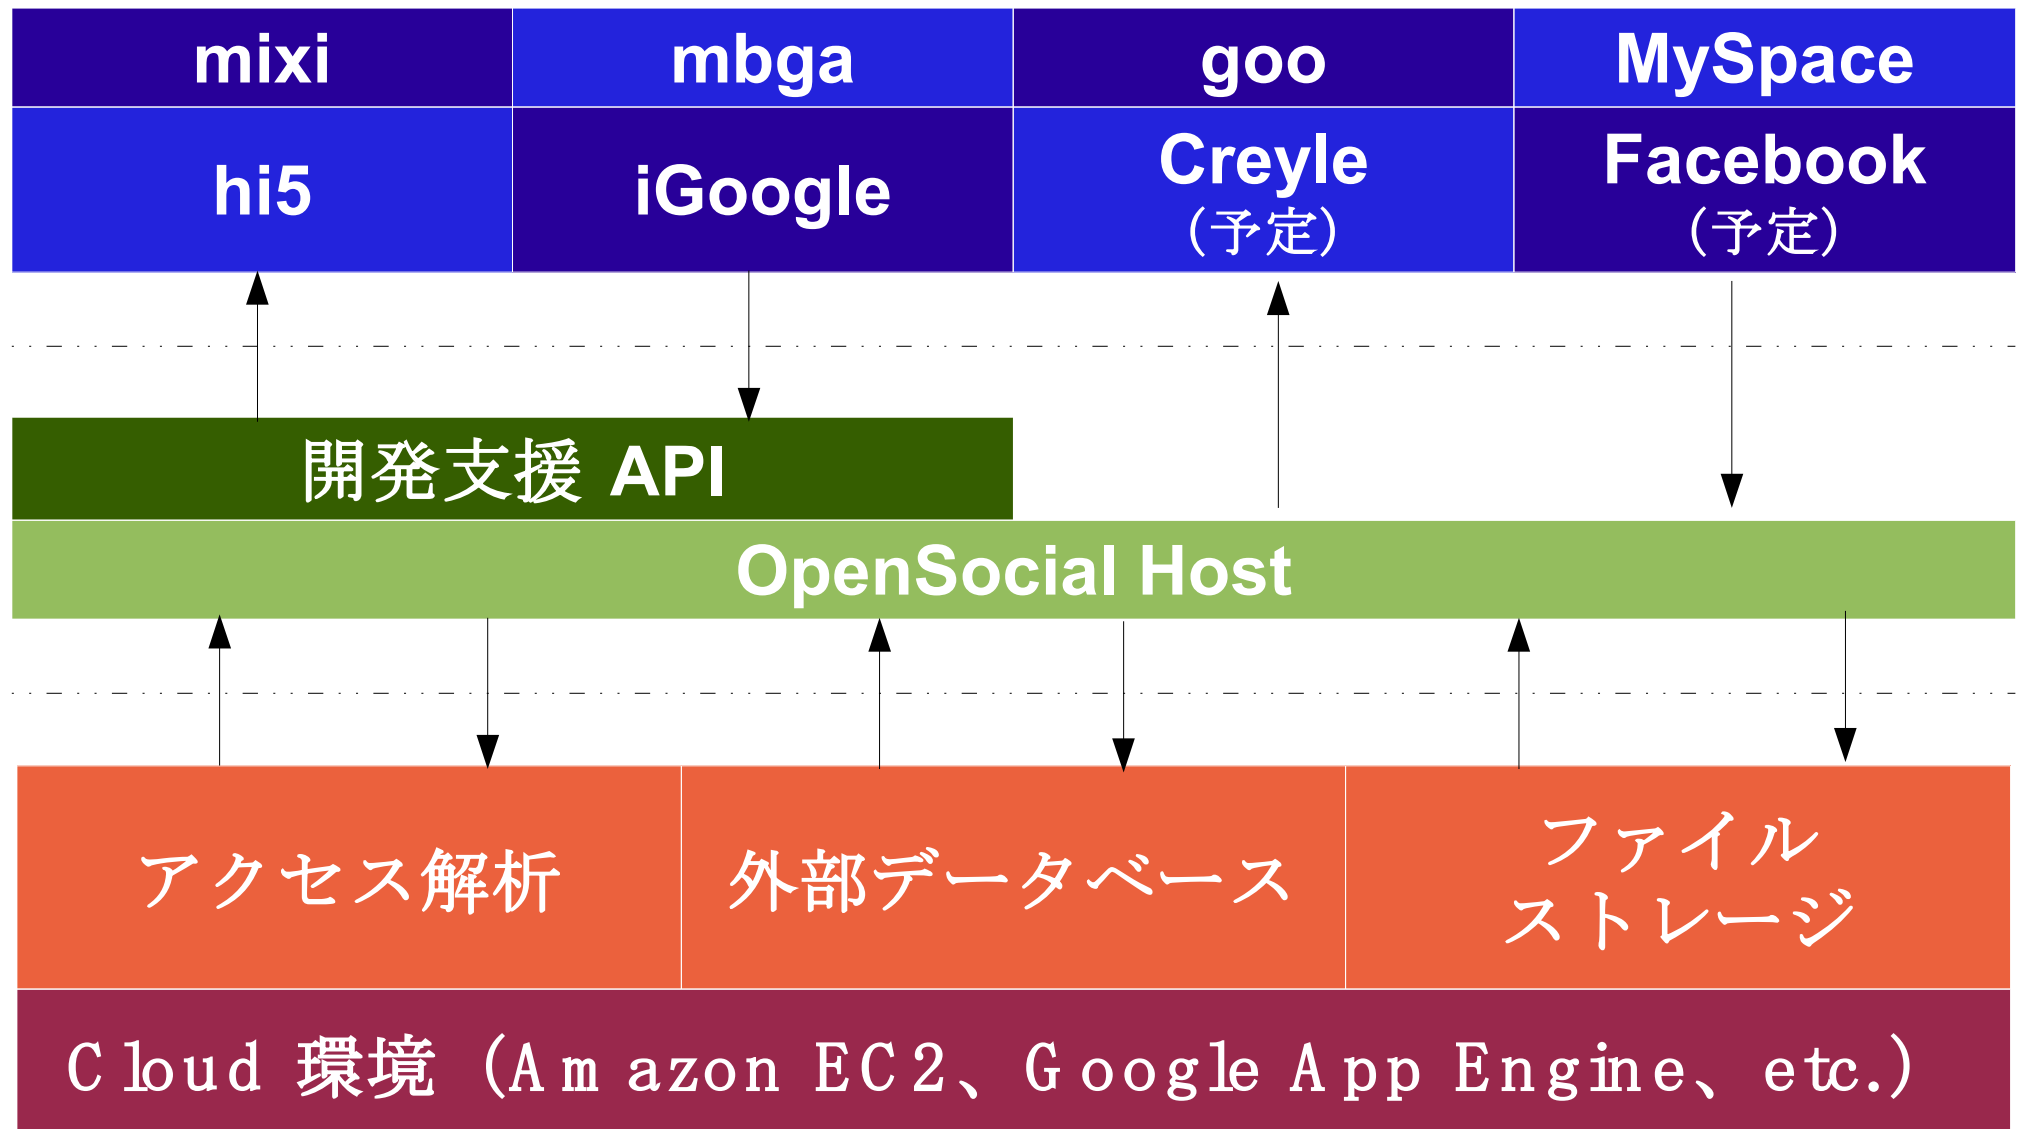 mixi
mbga
goo
MySpace
hi5
iGoogle
Creyle
(予定)
Facebook
(予定)
開発支援 API
OpenSocial Host
アクセス解析
外部データベース
ファイル
ストレージ
Cloud 環境 (Amazon EC2、Google App Engine、etc.)